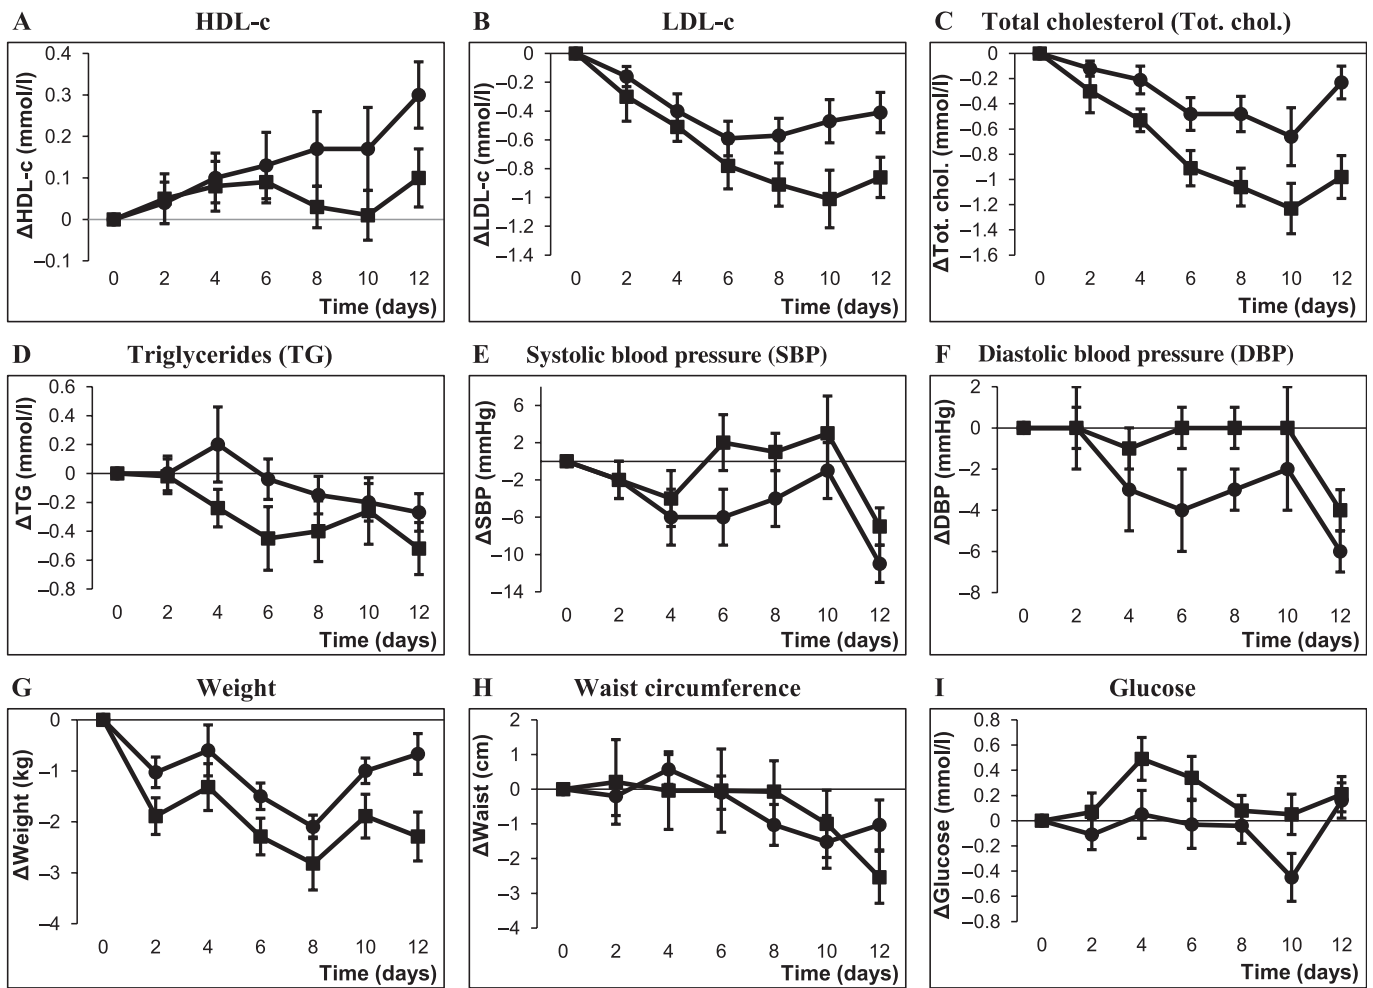 A HDL-c
ΔHDL-c (mmol/l)
0.4
0.3
0.2
0.1
0
–0.1
0 2 4 6 8 10 12
Time (days)
B LDL-c
ΔLDL-c (mmol/l)
0
–0.2
–0.4
–0.6
–0.8
–1
–1.2
–1.4
0 2 4 6 8 10 12
Time (days)
C Total cholesterol (Tot. chol.)
ΔTot. chol. (mmol/l)
0
–0.2
–0.4
–0.6
–0.8
–1
–1.2
–1.4
–1.6
0 2 4 6 8 10 12
Time (days)
D Triglycerides (TG)
ΔTG (mmol/l)
0.6
0.4
0.2
0
–0.2
–0.4
–0.6
–0.8
0 2 4 6 8 10 12
Time (days)
E Systolic blood pressure (SBP)
ΔSBP (mmHg)
6
2
–2
–6
–10
–14
0 2 4 6 8 10 12
Time (days)
F Diastolic blood pressure (DBP)
ΔDBP (mmHg)
2
0
–2
–4
–6
–8
0 2 4 6 8 10 12
Time (days)
G Weight
ΔWeight (kg)
0
–1
–2
–3
–4
0 2 4 6 8 10 12
Time (days)
H Waist circumference
ΔWaist (cm)
2
1
0
–1
–2
–3
–4
0 2 4 6 8 10 12
Time (days)
I Glucose
ΔGlucose (mmol/l)
0.8
0.6
0.4
0.2
0
–0.2
–0.4
–0.6
–0.8
0 2 4 6 8 10 12
Time (days)